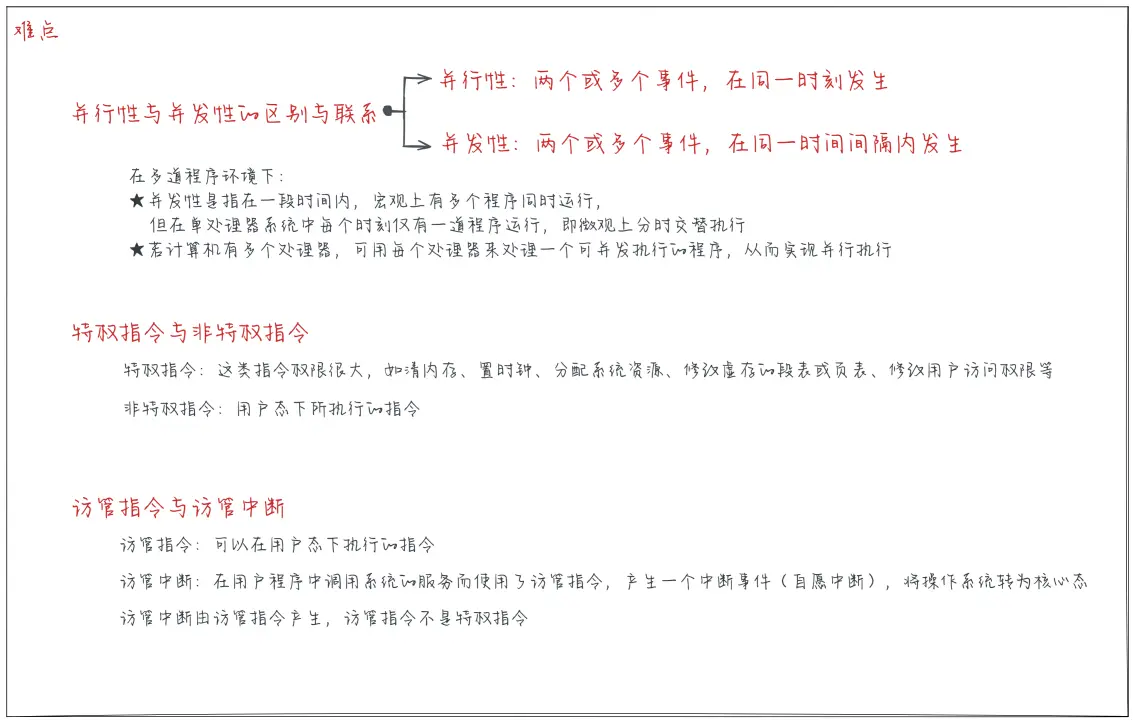 难点
并行性：两个或多个事件，在同一时刻发生
并行性与并发性的区别与联系
并发性：两个或多个事件，在同一时间间隔内发生
在多道程序环境下：
★并发性是指在一段时间内，宏观上有多个程序同时运行，
但在单处理器系统中每个时刻仅有一道程序运行，即微观上分时交替执行
★若计算机有多个处理器，可用每个处理器来处理一个可并发执行的程序，从而实现并行执行
特权指令与非特权指令
特权指令：这类指令权限很大，如清内存、置时钟、分配系统资源、修改虚存的段表或页表、修改用户访问权限等
非特权指令：用户态下所执行的指令
访管指令与访管中断
访管指令：可以在用户态下执行的指令
访管中断：在用户程序中调用系统的服务而使用了访管指令，产生一个中断事件（自愿中断），将操作系统转为核心态
访管中断由访管指令产生，访管指令不是特权指令